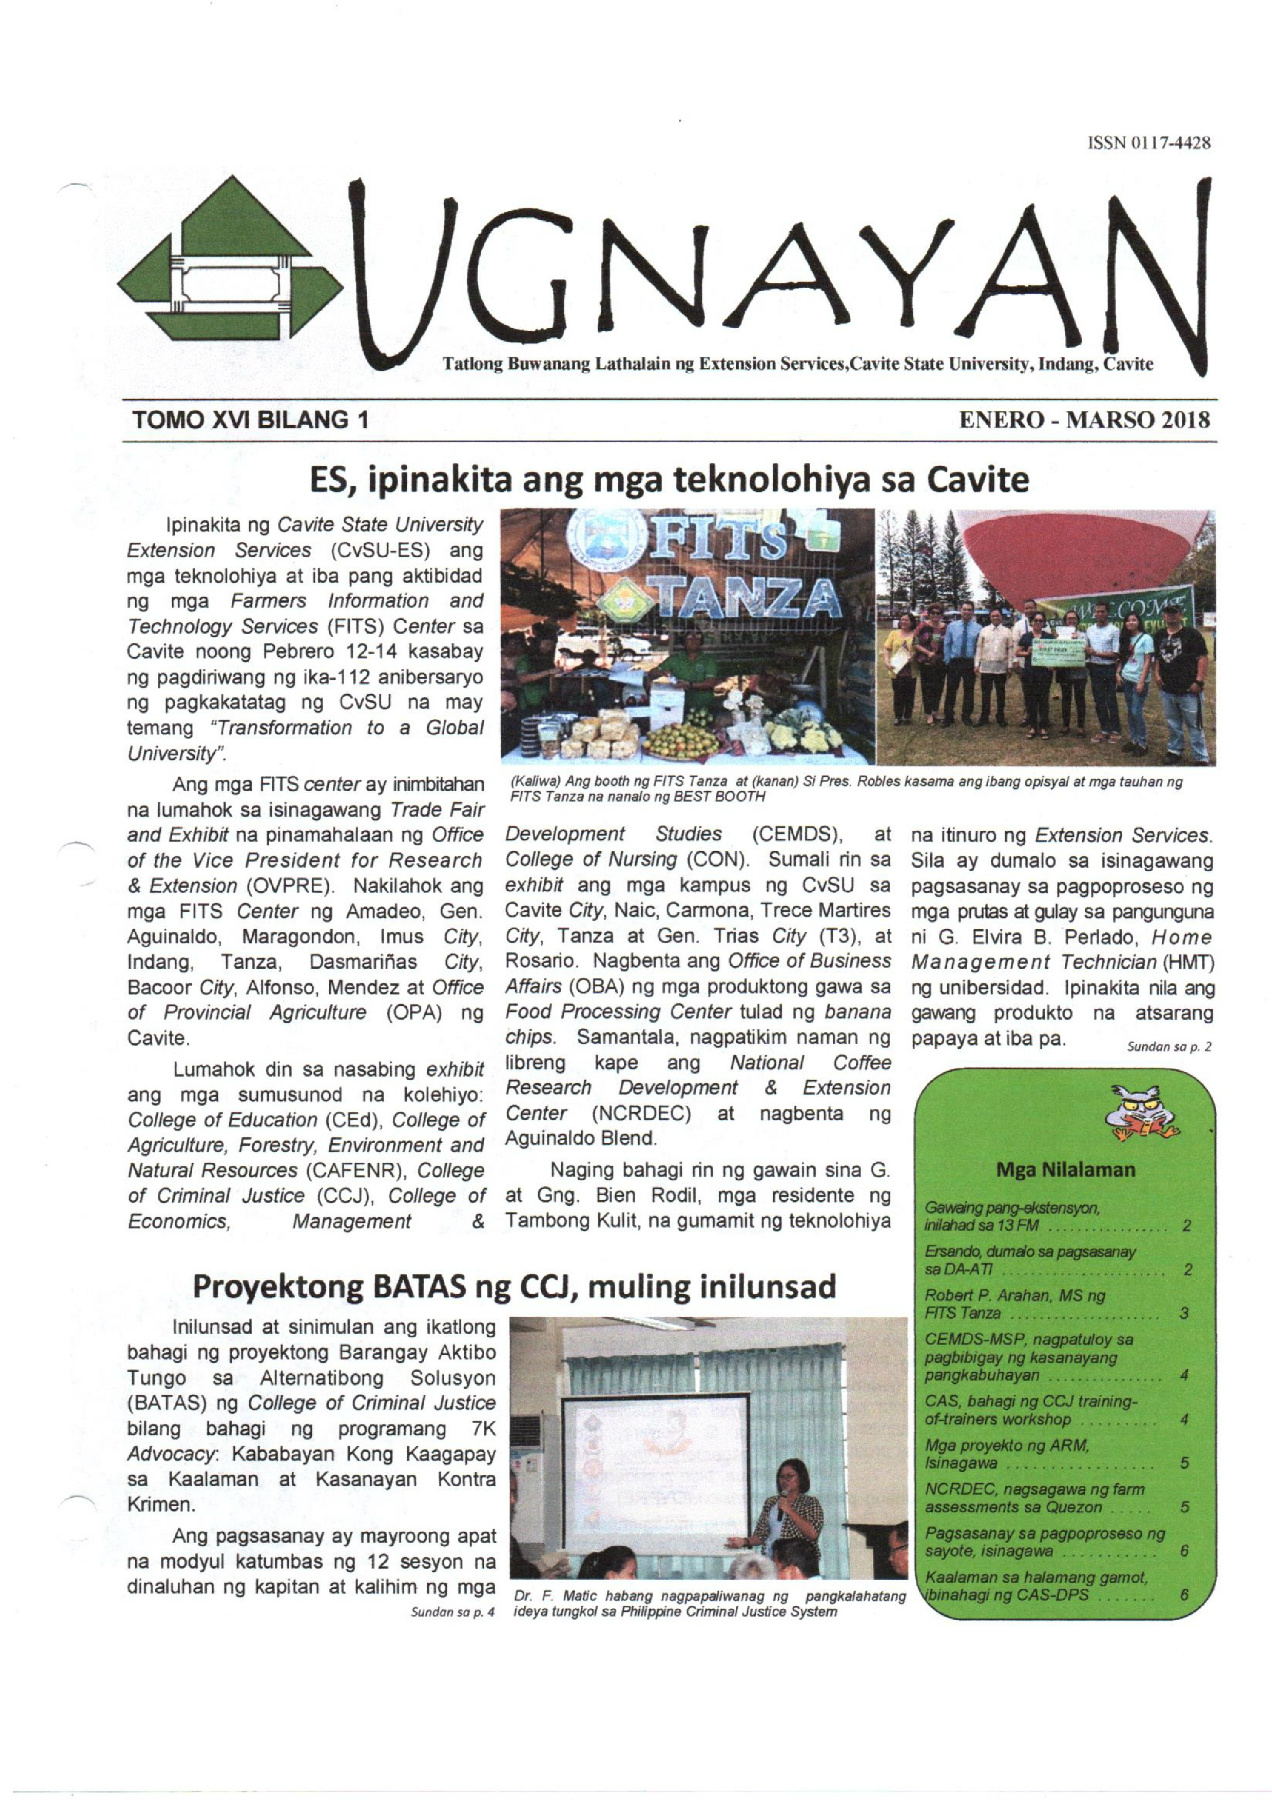 ISSN 0117-4428
UGNAYAN
Tatlong Buwanang Lathalain ng Extension Services,Cavite State University, Indang, Cavite
TOMO XVI BILANG 1
ENERO - MARSO 2018
ES, ipinakita ang mga teknolohiya sa Cavite
Ipinakita ng Cavite State University
Extension Services (CvSU-ES) ang
mga teknolohiya at iba pang aktibidad
ng mga Farmers Information and
Technology Services (FITS) Center sa
Cavite noong Pebrero 12-14 kasabay
ng pagdiriwang ng ika-112 anibersaryo
ng pagkakatatag ng CvSU na may
temang “Transformation to a Global
University”.
Ang mga FITS center ay inimbitahan
na lumahok sa isinagawang Trade Fair
and Exhibit na pinamahalaan ng Office
of the Vice President for Research
& Extension (OVPRE). Nakilahok ang
mga FITS Center ng Amadeo, Gen.
Aguinaldo, Maragondon, Imus City,
Indang, Tanza, Dasmariñas City,
Bacoor City, Alfonso, Mendez at Office
of Provincial Agriculture (OPA) ng
Cavite.
Lumahok din sa nasabing exhibit
ang mga sumusunod na kolehiyo:
College of Education (CEd), College of
Agriculture, Forestry, Environment and
Natural Resources (CAFENR), College
of Criminal Justice (CCJ), College of
Economics, Management &
FITS
TANZA
WELCOME
(Kaliwa) Ang booth ng FITS Tanza at (kanan) Si Pres. Robles kasama ang ibang opisyal at mga tauhan ng
FITS Tanza na nanalo ng BEST BOOTH
Development Studies (CEMDS), at
College of Nursing (CON). Sumali rin sa
exhibit ang mga kampus ng CvSU sa
Cavite City, Naic, Carmona, Trece Martires
City, Tanza at Gen. Trias City (T3), at
Rosario. Nagbenta ang Office of Business
Affairs (OBA) ng mga produktong gawa sa
Food Processing Center tulad ng banana
chips. Samantala, nagpatikim naman ng
libreng kape ang National Coffee
Research Development & Extension
Center (NCRDEC) at nagbenta ng
Aguinaldo Blend.
Naging bahagi rin ng gawain sina G.
at Gng. Bien Rodil, mga residente ng
Tambong Kulit, na gumamit ng teknolohiya
na itinuro ng Extension Services.
Sila ay dumalo sa isinagawang
pagsasanay sa pagpoproseso ng
mga prutas at gulay sa pangunguna
ni G. Elvira B. Perlado, Home
Management Technician (HMT)
ng unibersidad. Ipinakita nila ang
gawang produkto na atsarang
papaya at iba pa.
Sundan sa p. 2
Mga Nilalaman
Gawaing pang-ekstensyon,
inilahad sa 13 FM ................. 2
Ersando, dumalo sa pagsasanay
sa DA-ATI ....................... 2
Robert P. Arahan, MS ng
FITS Tanza ..................... 3
CEMDS-MSP, nagpatuloy sa
pagbibigay ng kasanayang
pangkabuhayan ................ 4
CAS, bahagi ng CCJ training-
of-trainers workshop ......... 4
Mga proyekto ng ARM,
Isinagawa .................. 5
NCRDEC, nagsagawa ng farm
assessments sa Quezon ..... 5
Pagsasanay sa pagpoproseso ng
sayote, isinagawa ........... 6
Kaalaman sa halamang gamot,
ibinahagi ng CAS-DPS ....... 6
Proyektong BATAS ng CCJ, muling inilunsad
Inilunsad at sinimulan ang ikatlong
bahagi ng proyektong Barangay Aktibo
Tungo sa Alternatibong Solusyon
(BATAS) ng College of Criminal Justice
bilang bahagi ng programang 7K
Advocacy: Kababayan Kong Kaagapay
sa Kaalaman at Kasanayan Kontra
Krimen.
Ang pagsasanay ay mayroong apat
na modyul katumbas ng 12 sesyon na
dinaluhan ng kapitan at kalihim ng mga
Sundan sa p. 4
Dr. F. Matic habang nagpapaliwanag ng pangkalahatang
ideya tungkol sa Philippine Criminal Justice System